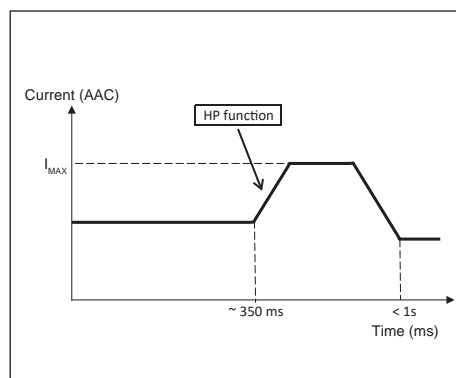 Current (AAC)
HP function
IMAX
~ 350 ms
< 1s
Time (ms)